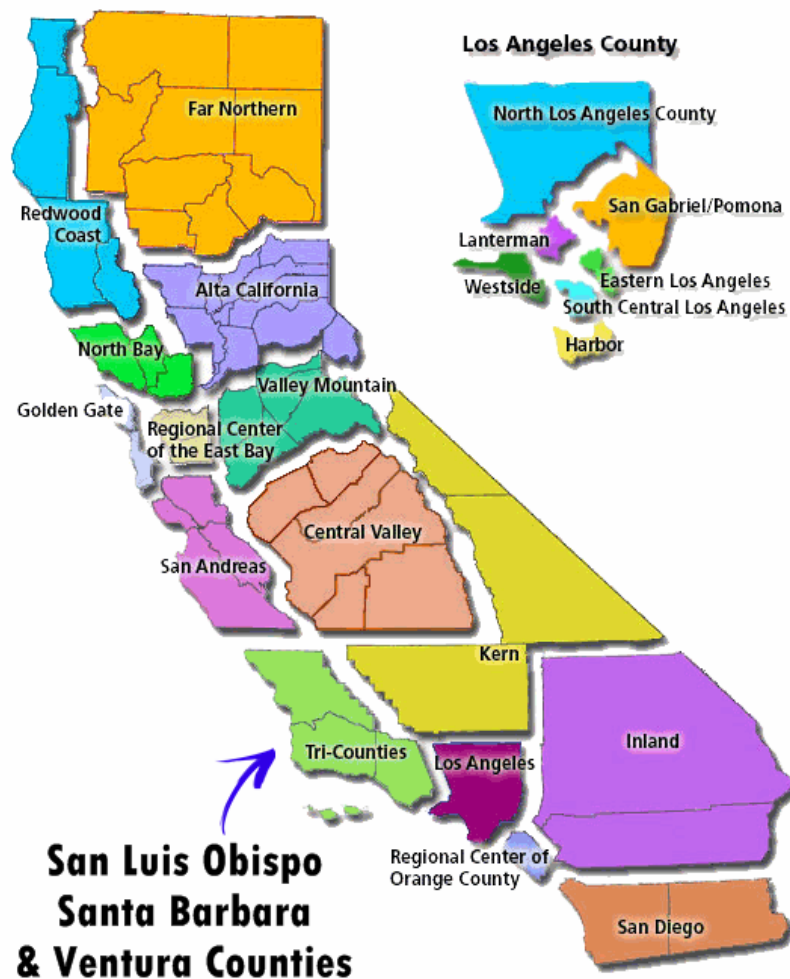 Los Angeles County
Far Northern
North Los Angeles County
San Gabriel/Pomona
Redwood
Coast
Lanterman
Eastern Los Angeles
Westside
South Central Los Angeles
Alta California
Harbor
North Bay
Valley Mountain
Golden Gate
Regional Center
of the East Bay
Central Valley
San Andreas
Kern
Inland
Tri-Counties
Los Angeles
Regional Center of
Orange County
San Luis Obispo
Santa Barbara
& Ventura Counties
San Diego